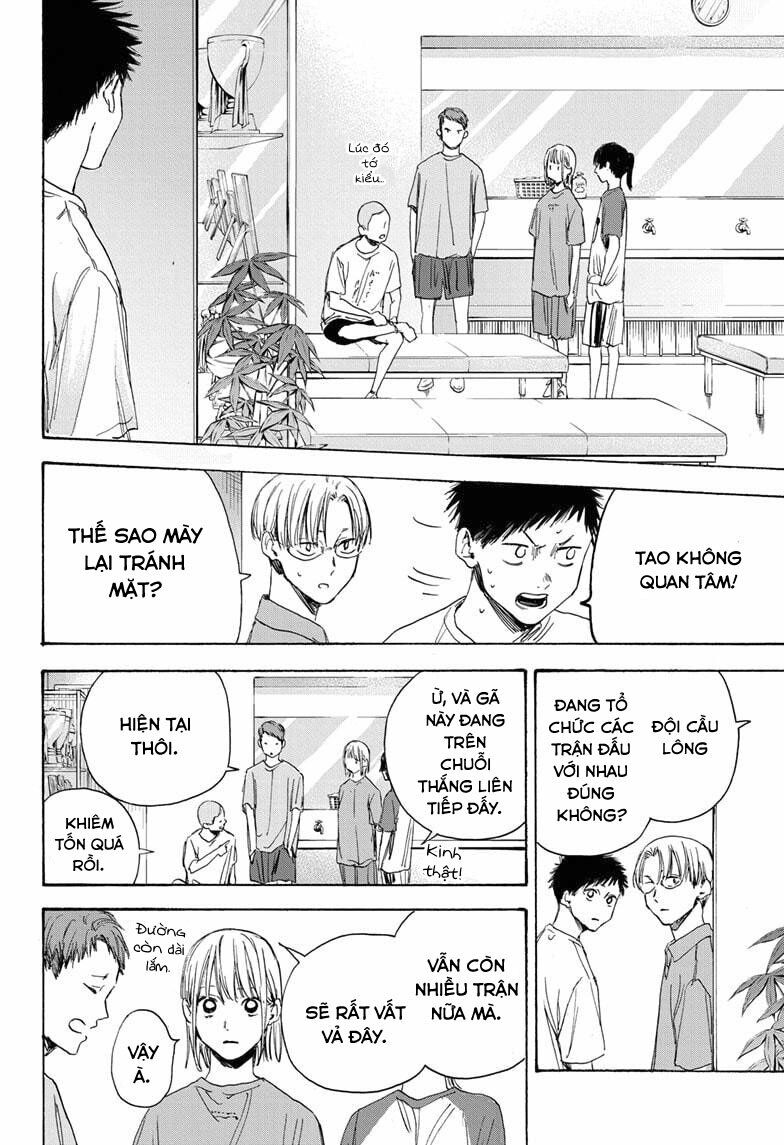 Lúc đó
tớ
kiểu..
TAO KHÔNG
QUAN TÂM!
THẾ SAO MÀY
LẠI TRÁNH
MẶT?
ĐỘI CẦU
LÔNG
ĐANG TỔ
CHỨC CÁC
TRẬN ĐẤU
VỚI NHAU
ĐÚNG
KHÔNG?
Ừ, VÀ GÃ
NÀY ĐANG
TRÊN
CHUỖI
THẮNG LIÊN
TIẾP ĐẤY.
Kinh
thật!
HIỆN TẠI
THÔI.
KHIÊM
TỐN QUÁ
RỒI.
VẪN CÒN
NHIỀU TRẬN
NỮA MÀ.
SẼ RẤT VẤT
VẢ ĐÂY.
Đường
còn dài
lắm.
VẬY
À.